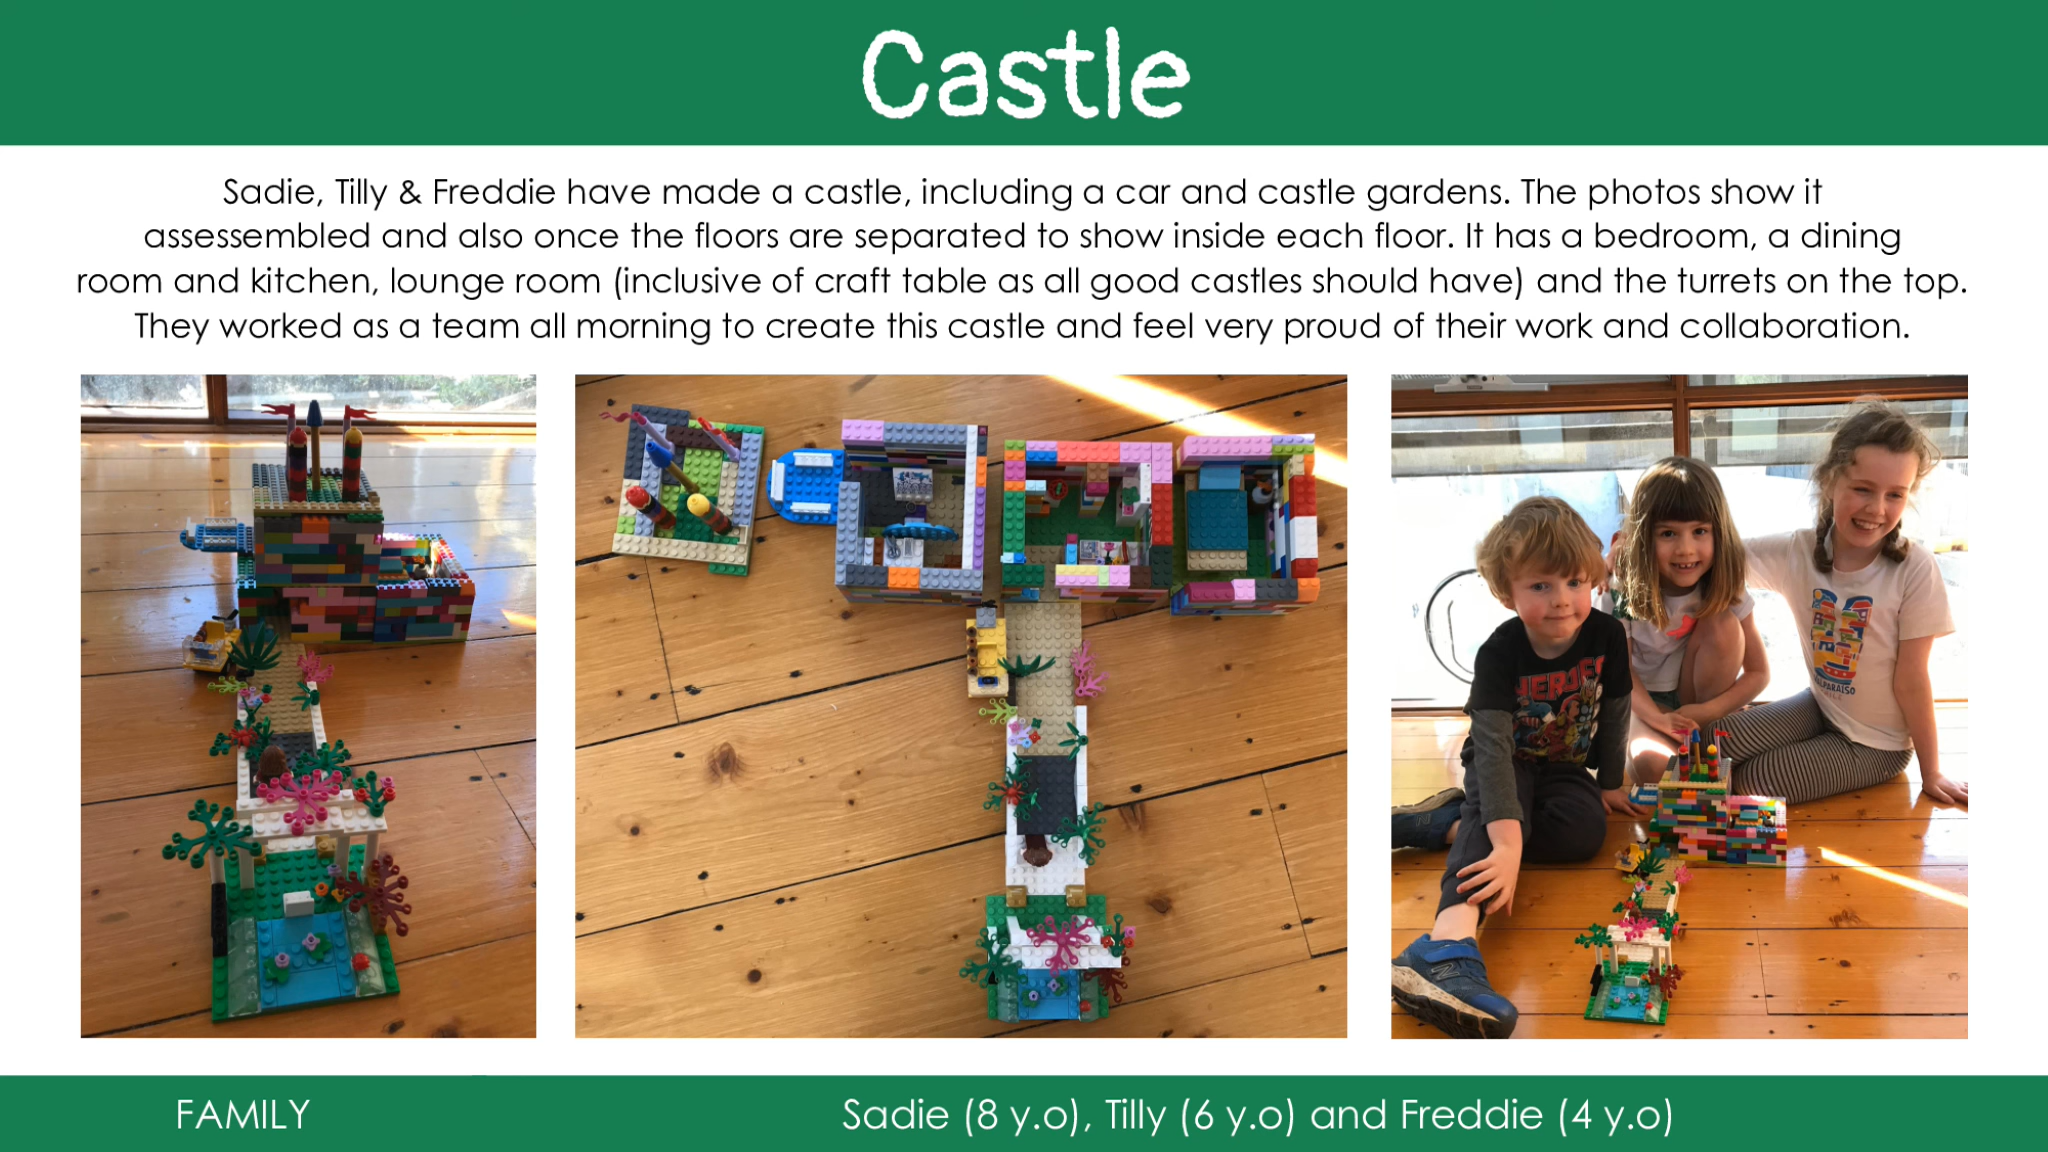 Castle
Sadie, Tilly & Freddie have made a castle, including a car and castle gardens. The photos show it
assessembled and also once the floors are separated to show inside each floor. It has a bedroom, a dining
room and kitchen, lounge room (inclusive of craft table as all good castles should have) and the turrets on the top.
They worked as a team all morning to create this castle and feel very proud of their work and collaboration.
HEROES
ALPARAISO
FAMILY
Sadie (8 y.o), Tilly (6 y.o) and Freddie (4 y.o)